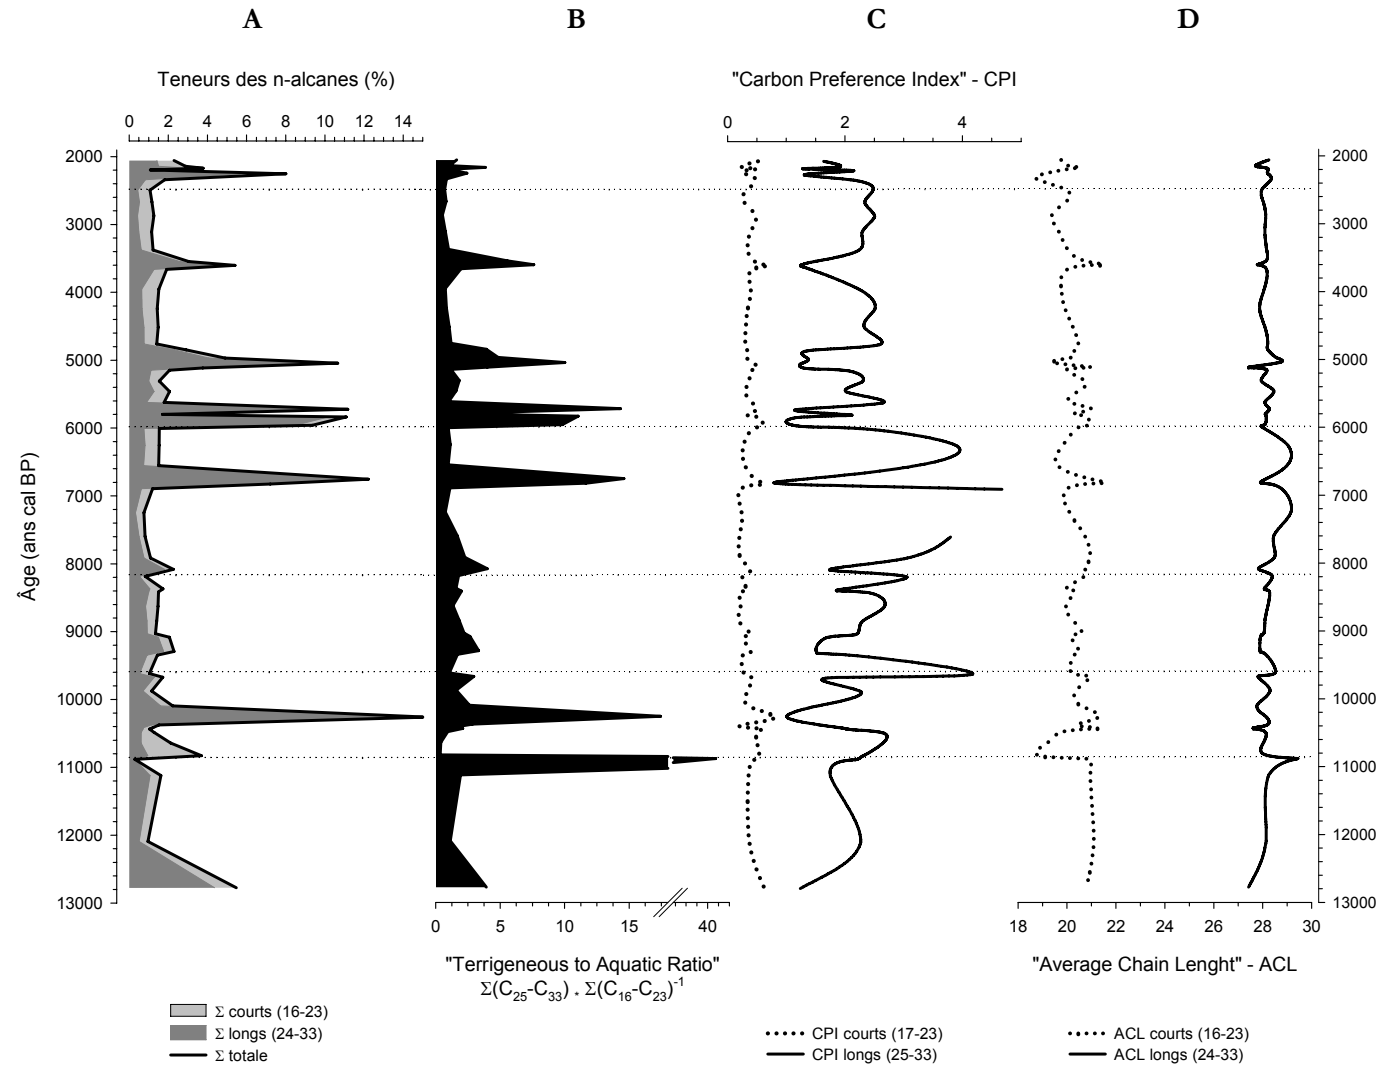 A B C D
Teneurs des n-alcanes (%) "Carbon Preference Index" - CPI
0 2 4 6 8 10 12 14 0 2 4
2000 2000
3000 3000
4000 4000
5000 5000
6000 6000
7000 7000
8000 8000
9000 9000
10000 10000
11000 11000
12000 12000
13000 13000
Âge (ans cal BP)
0 5 10 15 40 18 20 22 24 26 28 30
"Terrigeneous to Aquatic Ratio" "Average Chain Lenght" - ACL
Σ(C25-C33) * Σ(C16-C23)-1
Σ courts (16-23)
Σ longs (24-33)
Σ totale
CPI courts (17-23)
CPI longs (25-33)
ACL courts (16-23)
ACL longs (24-33)